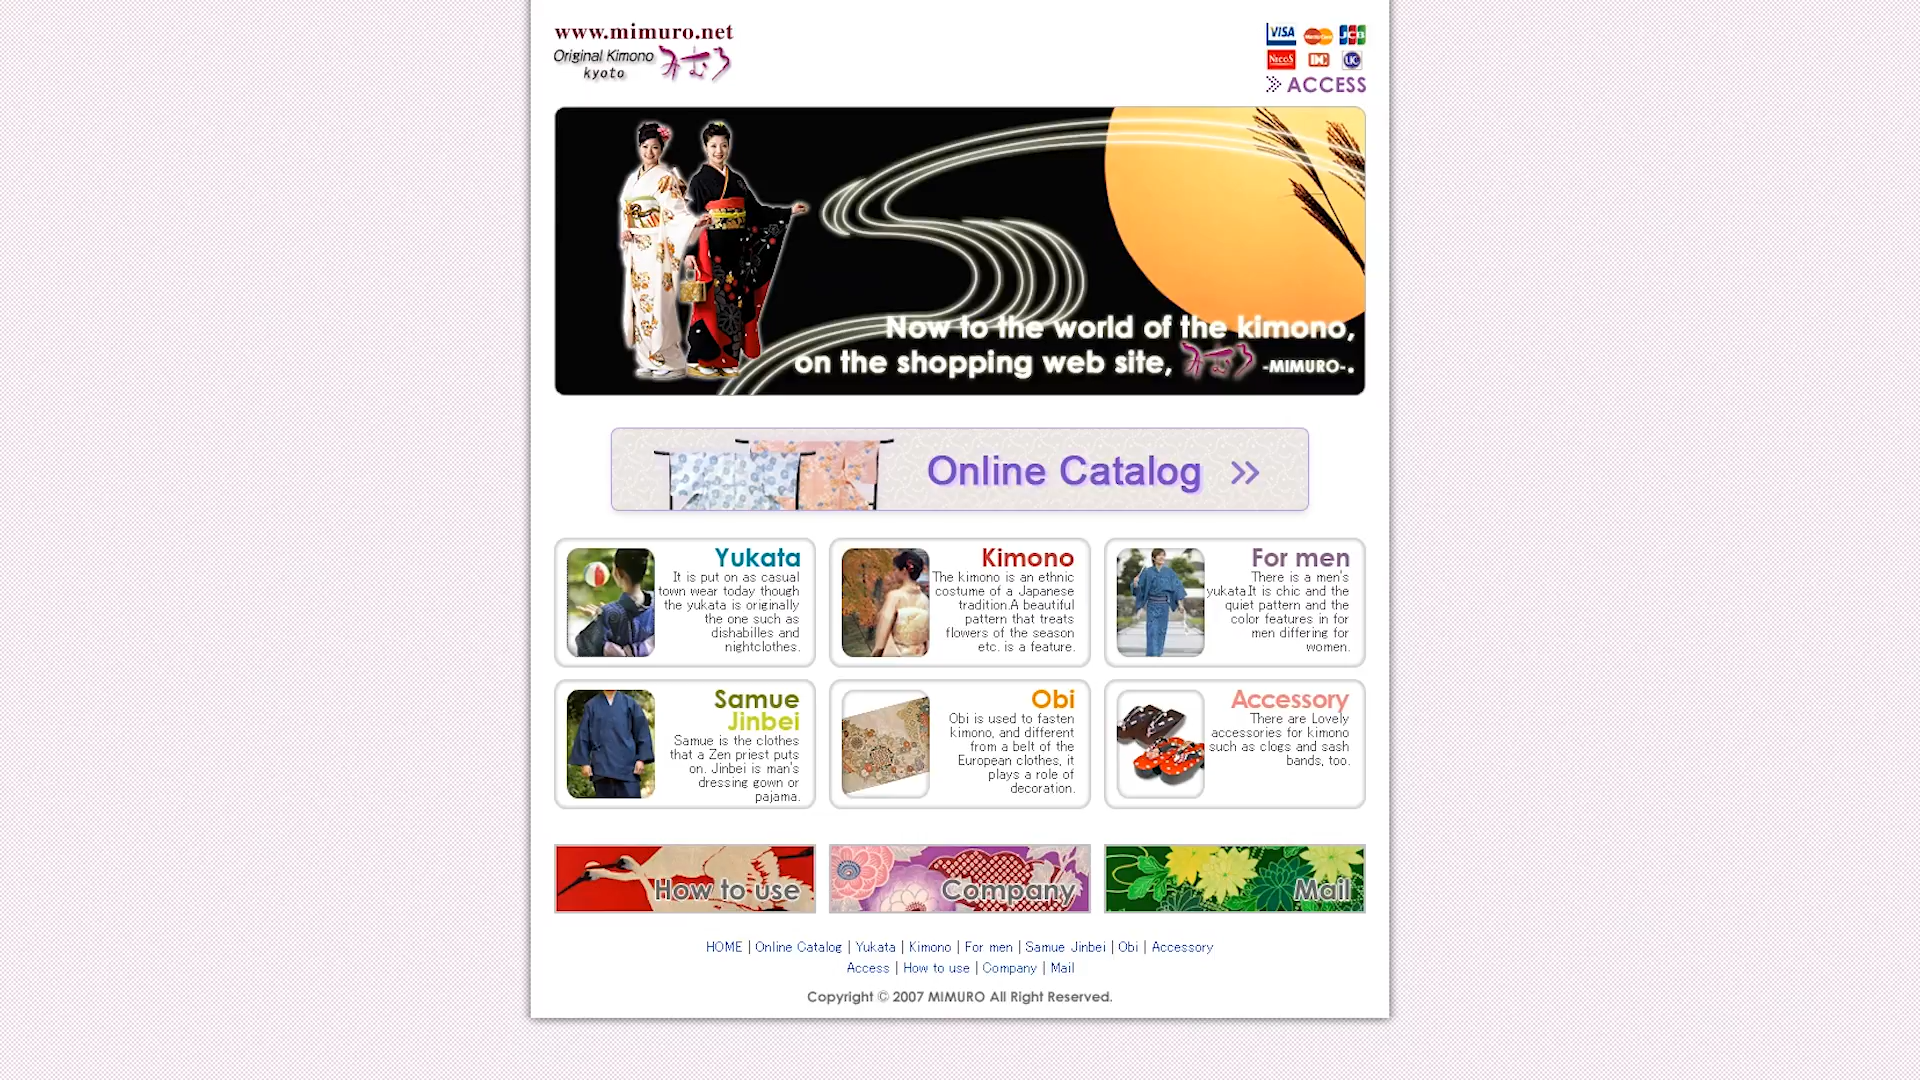 www.mimuro.net
Original Kimono
kyoto
みむろ
VISA
MasterCard
JCB
NICOS
DC
UC
ACCESS
Now to the world of the kimono,
on the shopping web site, みむろ -MIMURO-.
Online Catalog
Yukata
It is put on as casual
town wear today though
the yukata is originally
the one such as
dishabilles and
nightclothes.
Kimono
The kimono is an ethnic
costume of a Japanese
tradition.A beautiful
pattern that treats
flowers of the season
etc. is a feature.
For men
There is a men's
yukata.It is chic and the
quiet pattern and the
color features in for
men differing for
women.
Samue
Jinbei
Samue is the clothes
that a Zen priest puts
on. Jinbei is man's
dressing gown or
pajama.
Obi
Obi is used to fasten
kimono, and different
from a belt of the
European clothes, it
plays a role of
decoration.
Accessory
There are Lovely
accessories for kimono
such as clogs and sash
bands, too.
How to use
Company
Mail
HOME | Online Catalog | Yukata | Kimono | For men | Samue Jinbei | Obi | Accessory
Access | How to use | Company | Mail
Copyright © 2007 MIMURO All Right Reserved.